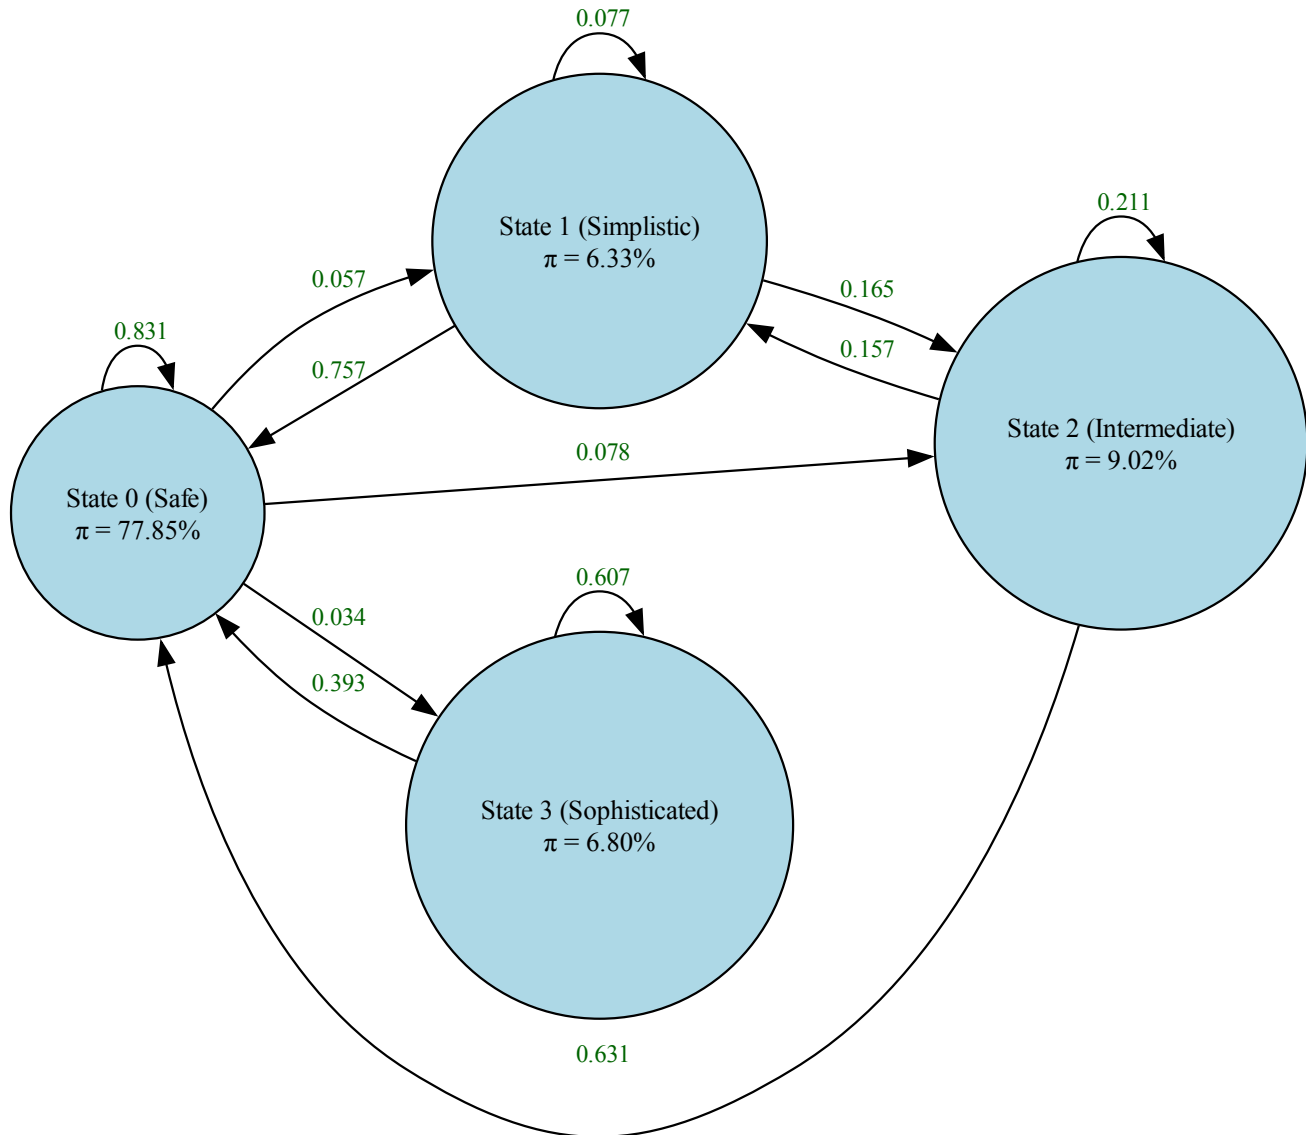 0.077
State 1 (Simplistic)
π = 6.33%
0.211
0.057
0.165
0.831
0.757
0.157
State 2 (Intermediate)
π = 9.02%
0.078
State 0 (Safe)
π = 77.85%
0.607
0.034
0.393
State 3 (Sophisticated)
π = 6.80%
0.631